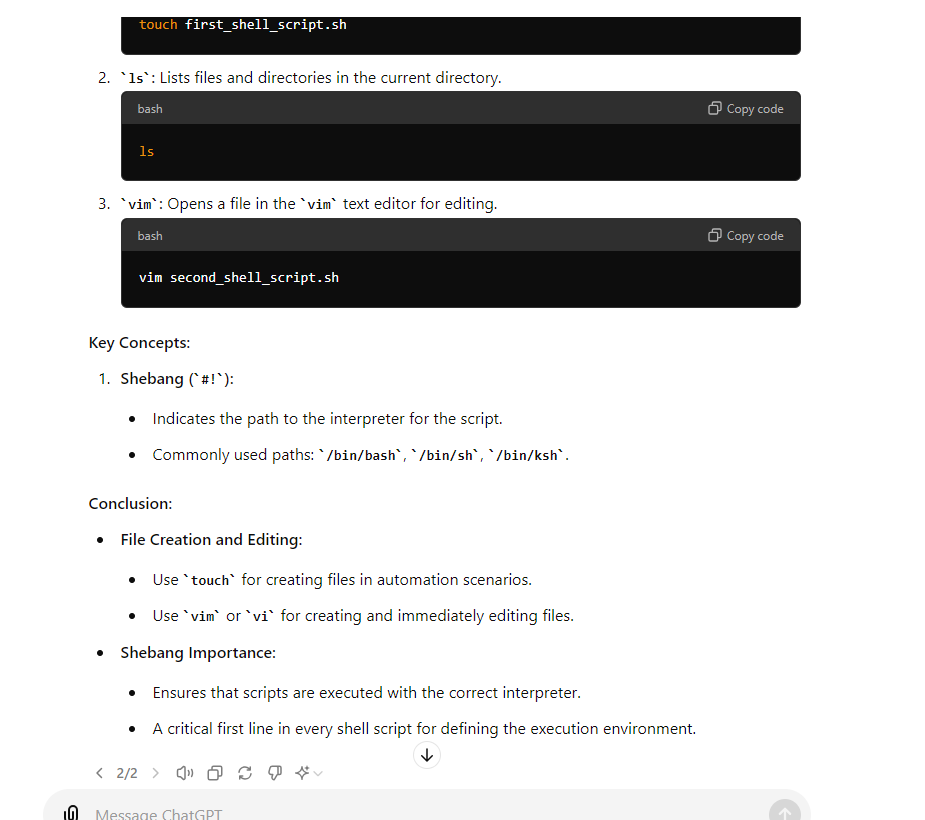 touch first_shell_script.sh
2. `ls`: Lists files and directories in the current directory.
bash
Copy code
ls
3. `vim`: Opens a file in the `vim` text editor for editing.
bash
Copy code
vim second_shell_script.sh
Key Concepts:
1. Shebang (`#!`):
• Indicates the path to the interpreter for the script.
• Commonly used paths: `/bin/bash`, `/bin/sh`, `/bin/ksh`.
Conclusion:
• File Creation and Editing:
• Use `touch` for creating files in automation scenarios.
• Use `vim` or `vi` for creating and immediately editing files.
• Shebang Importance:
• Ensures that scripts are executed with the correct interpreter.
• A critical first line in every shell script for defining the execution environment.
2/2
Message ChatGPT